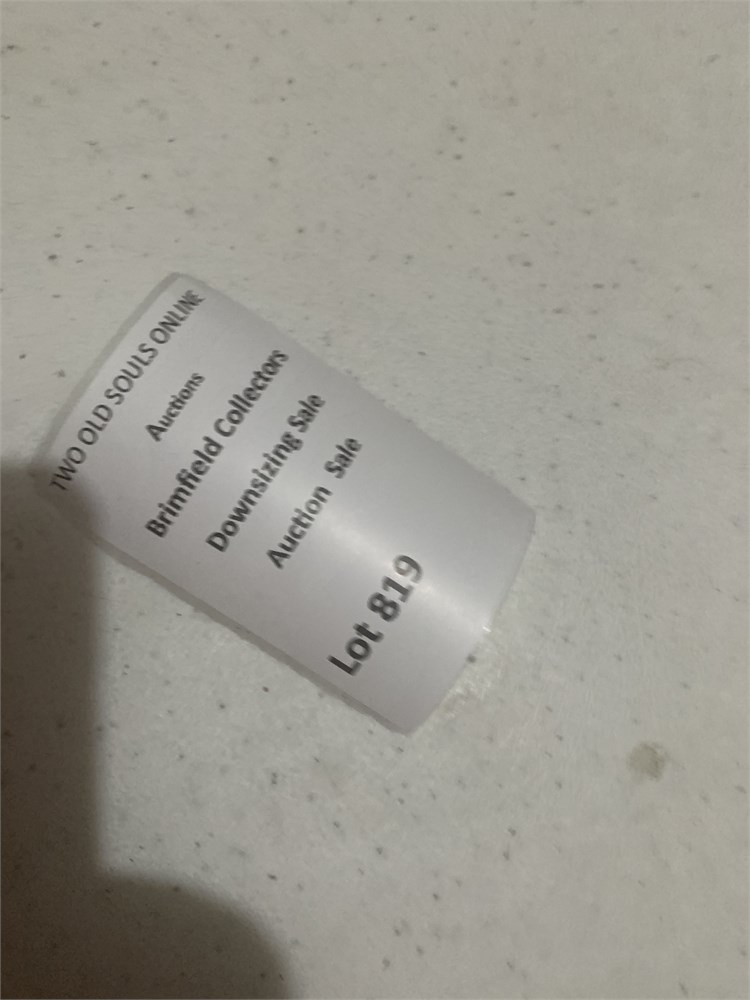 TWO OLD SOULS ONLINE
Auctions
Brimfield Collectors
Downsizing Sale
Auction Sale
Lot 819